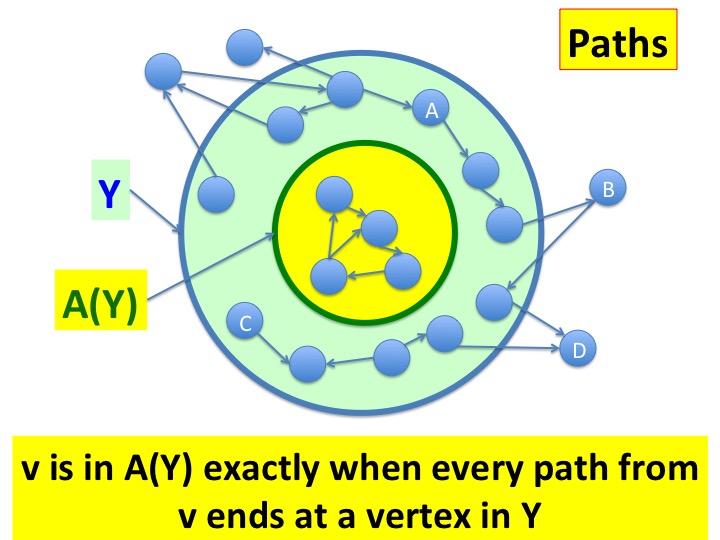 Paths
A
B
Y
A(Y)
C
D
v is in A(Y) exactly when every path from
v ends at a vertex in Y